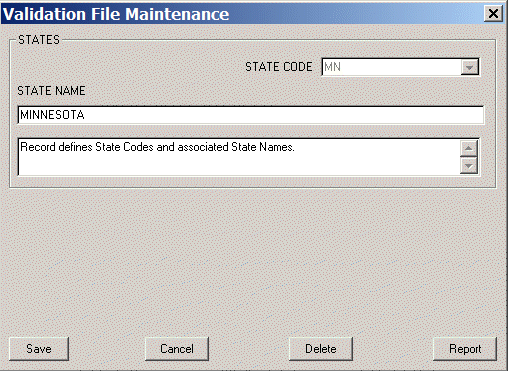 Validation File Maintenance
STATES
STATE CODE MN
STATE NAME
MINNESOTA
Record defines State Codes and associated State Names.
Save Cancel Delete Report